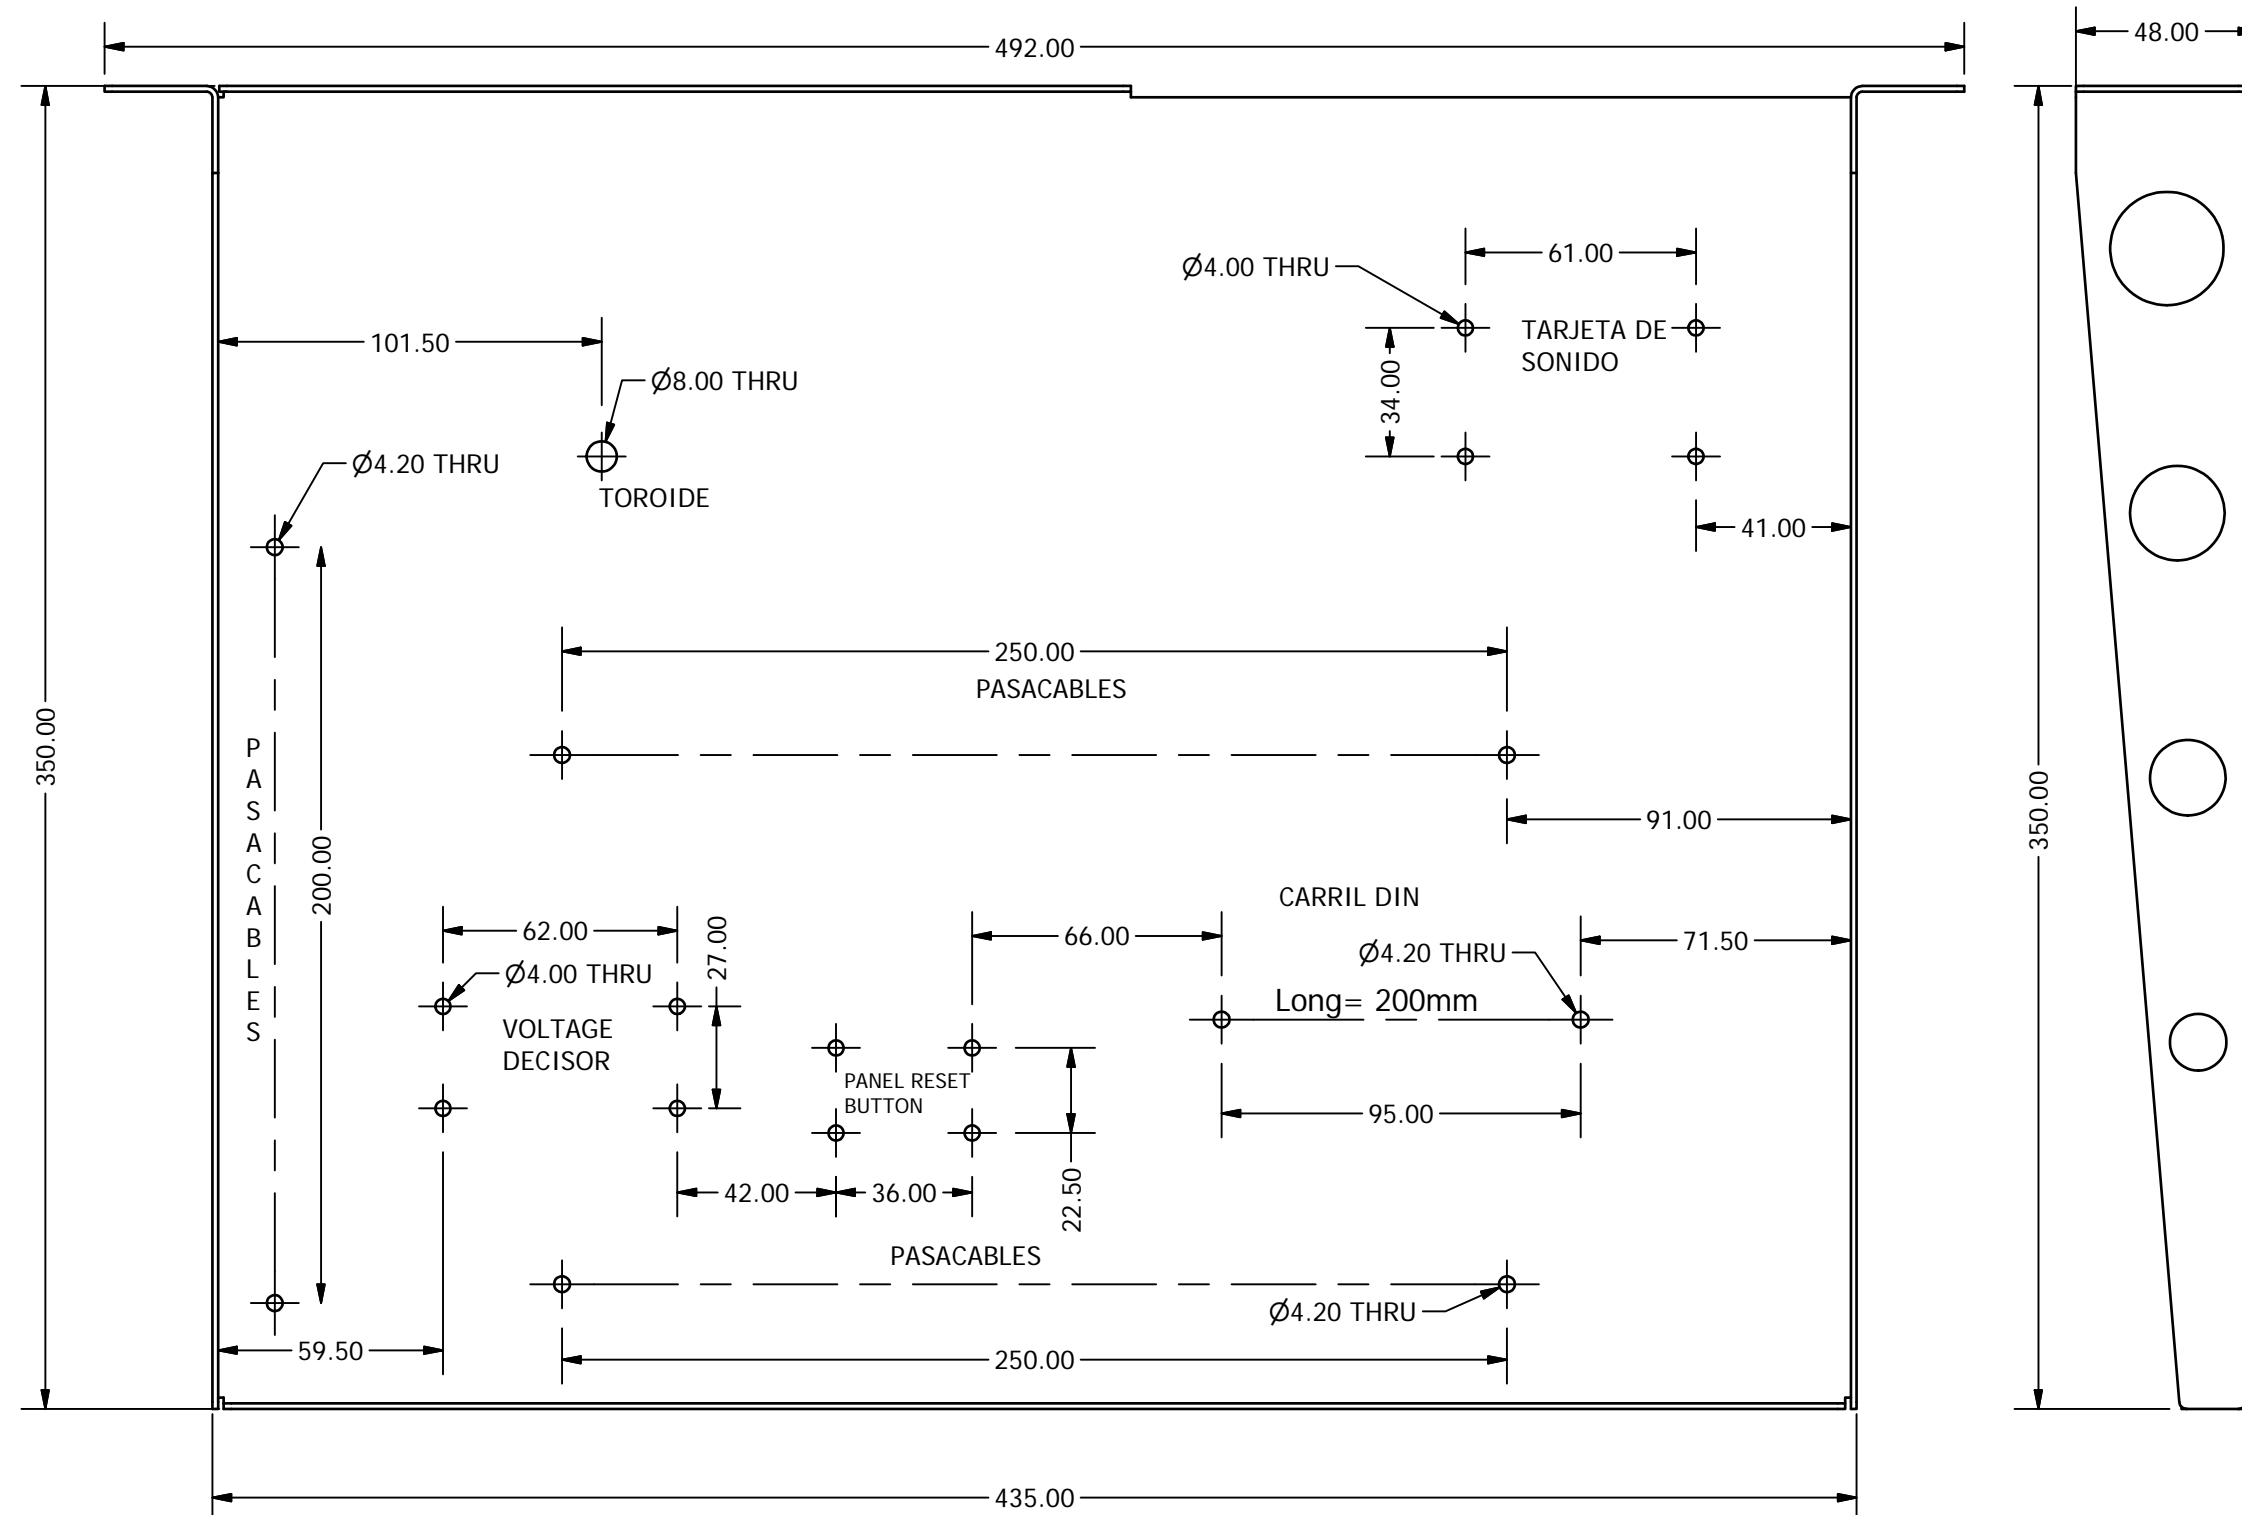 492.00
48.00
61.00
Ø4.00 THRU
TARJETA DE
SONIDO
101.50
34.00
Ø8.00 THRU
Ø4.20 THRU
TOROIDE
41.00
250.00
PASACABLES
350.00
PASACABLES
200.00
350.00
91.00
CARRIL DIN
62.00
27.00
66.00
71.50
Ø4.20 THRU
Ø4.00 THRU
Long= 200mm
VOLTAGE
DECISOR
PANEL RESET
BUTTON
95.00
42.00
36.00
22.50
PASACABLES
Ø4.20 THRU
59.50
250.00
435.00